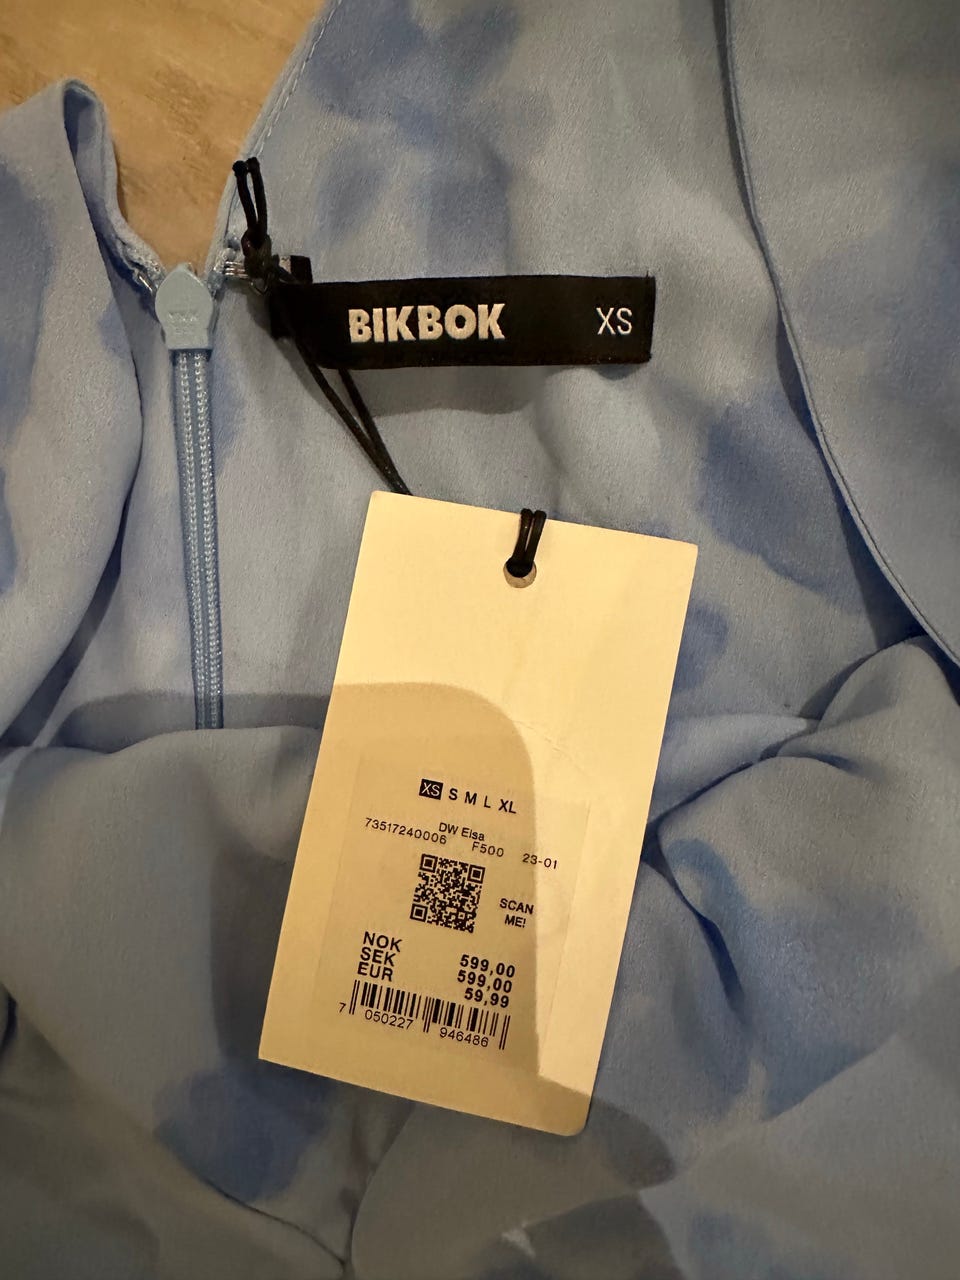 BIKBOK XS
XS S M L XL
DW Elsa
73517240006 F500 23-01
SCAN
ME!
NOK 599,00
SEK 599,00
EUR 59,99
7 050227 946486